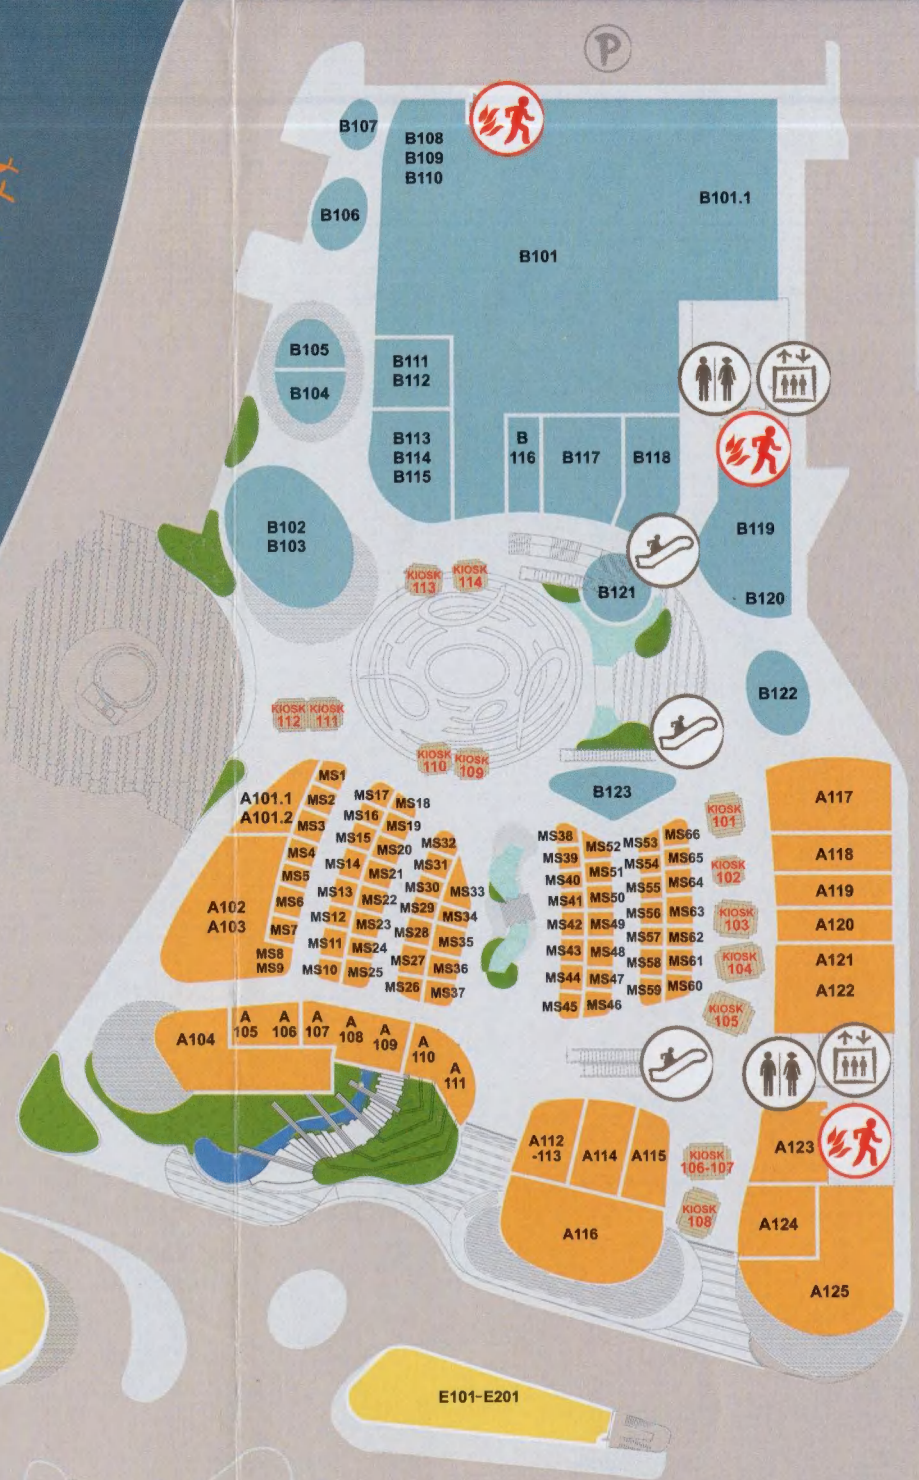 P
B107
B108
B109
B110
B101.1
B106
B101
B105
B104
B111
B112
B113
B114
B115
B
116
B117
B118
B119
B120
B102
B103
B121
KIOSK
113
KIOSK
114
B122
KIOSK
112
KIOSK
111
KIOSK
110
KIOSK
109
B123
A101.1
A101.2
MS1
MS2
MS3
MS4
MS5
MS6
MS7
MS8
MS9
A102
A103
MS17
MS16
MS15
MS14
MS13
MS12
MS11
MS10
MS18
MS19
MS20
MS21
MS22
MS23
MS24
MS25
MS32
MS31
MS30
MS29
MS28
MS27
MS26
MS33
MS34
MS35
MS36
MS37
MS38
MS39
MS40
MS41
MS42
MS43
MS44
MS45
MS52
MS51
MS50
MS49
MS48
MS47
MS46
MS53
MS54
MS55
MS56
MS57
MS58
MS59
MS66
MS65
MS64
MS63
MS62
MS61
MS60
KIOSK
101
KIOSK
102
KIOSK
103
KIOSK
104
KIOSK
105
A117
A118
A119
A120
A121
A122
A104
A
105
A
106
A
107
A
108
A
109
A
110
A
111
A112
-113
A114
A115
A116
KIOSK
106-107
KIOSK
108
A123
A124
A125
E101-E201